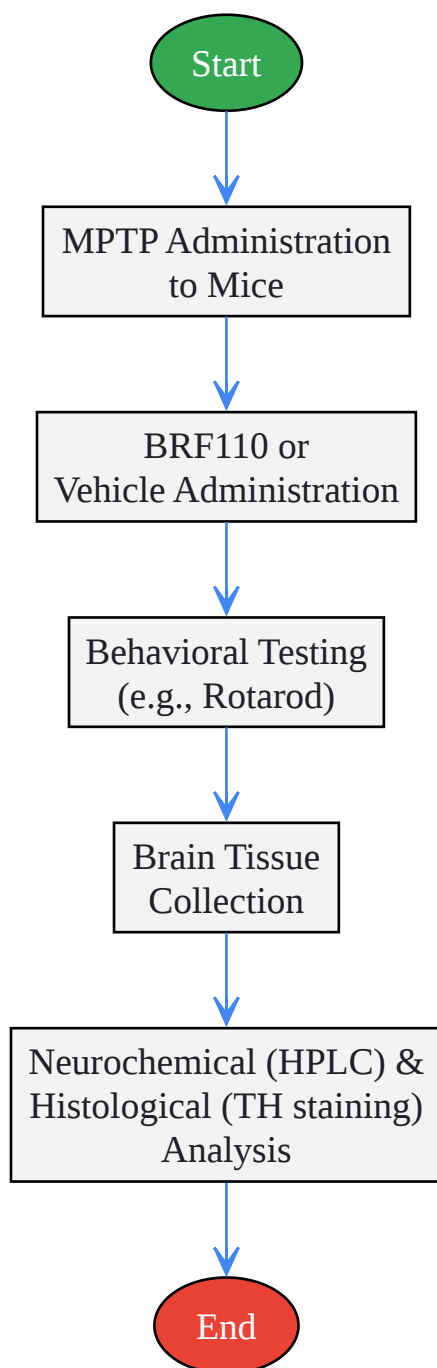 Start
MPTP Administration
to Mice
BRF110 or
Vehicle Administration
Behavioral Testing
(e.g., Rotarod)
Brain Tissue
Collection
Neurochemical (HPLC) &
Histological (TH staining)
Analysis
End